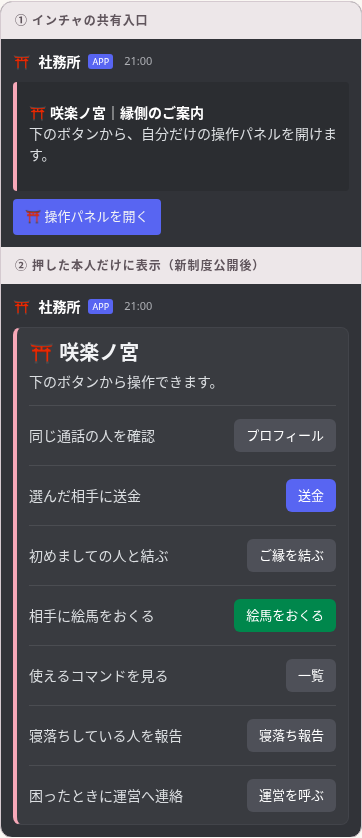 ① インチャの共有入口
社務所 APP 21:00
咲楽ノ宮｜縁側のご案内
下のボタンから、自分だけの操作パネルを開けま
す。
操作パネルを開く
② 押した本人だけに表示（新制度公開後）
社務所 APP 21:00
咲楽ノ宮
下のボタンから操作できます。
同じ通話の人を確認 プロフィール
選んだ相手に送金 送金
初めましての人と結ぶ ご縁を結ぶ
相手に絵馬をおくる 絵馬をおくる
使えるコマンドを見る 一覧
寝落ちしている人を報告 寝落ち報告
困ったときに運営へ連絡 運営を呼ぶ